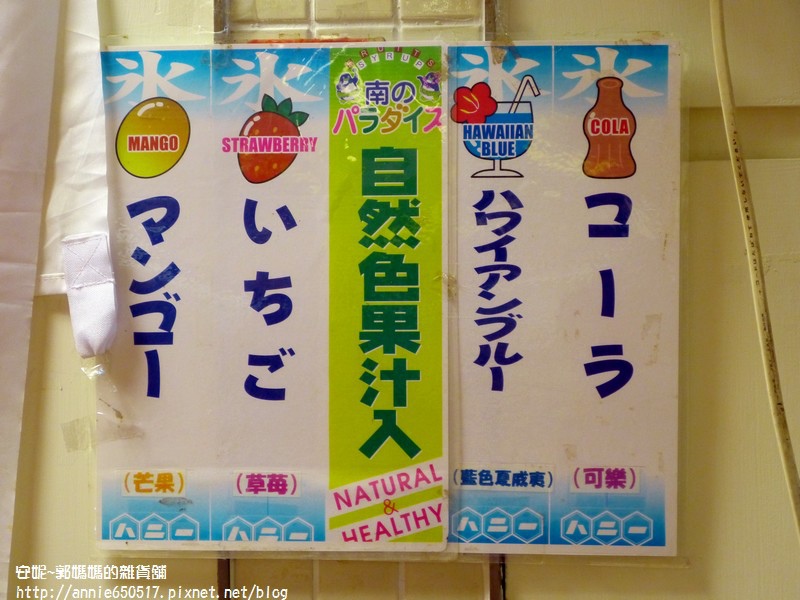 氷
MANGO
マンゴー
(芒果)
ハニー
氷
STRAWBERRY
いちご
(草莓)
ハニー
FRUITS
SYRUP
南の
パラダイス
自然色果汁入
NATURAL
&
HEALTHY
氷
HAWAIIAN
BLUE
ハワイアンブルー
(藍色夏威夷)
ハニー
氷
COLA
コーラ
(可樂)
ハニー
安妮~郭媽媽的雜貨舖
http://annie650517.pixnet.net/blog